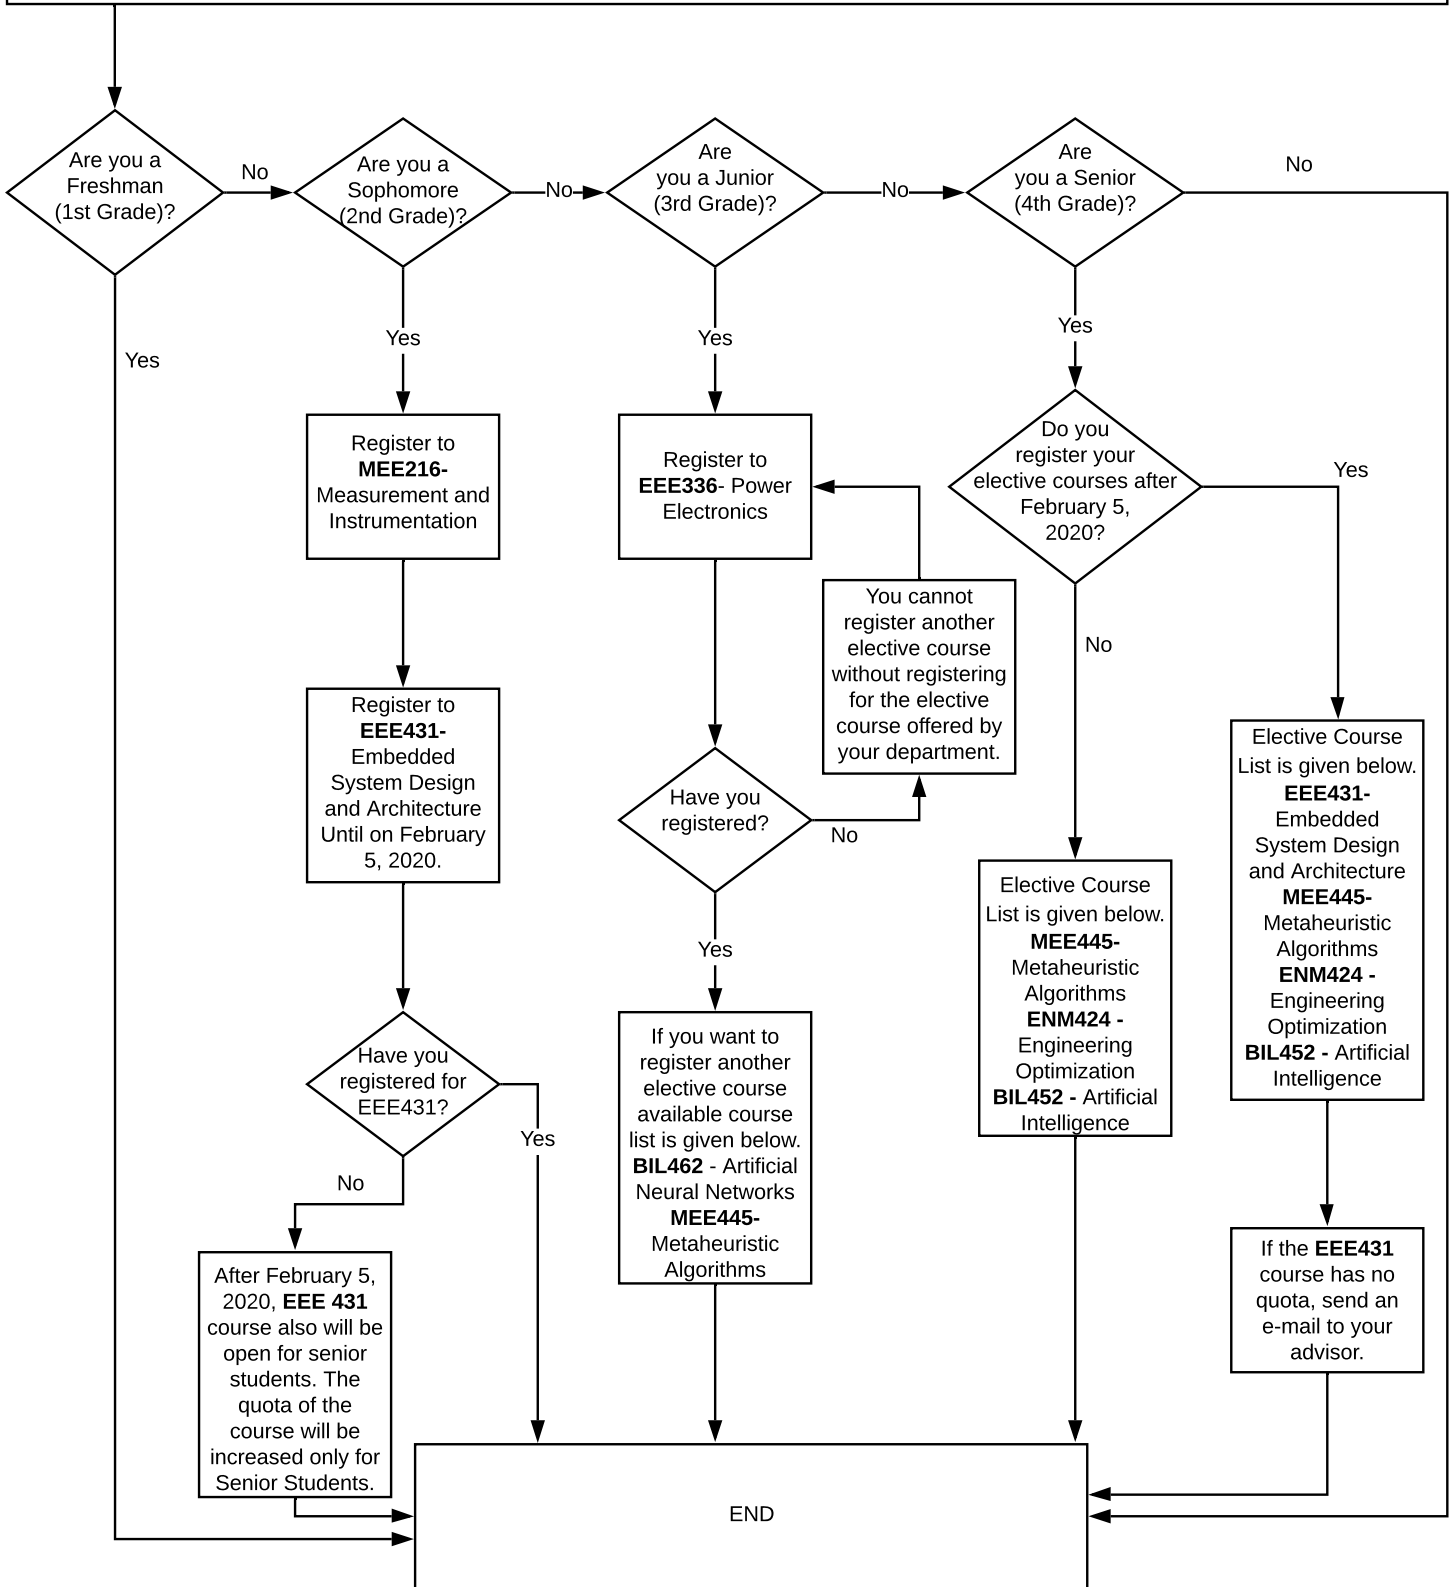 Are you a
Freshman
(1st Grade)?
No
Are you a
Sophomore
(2nd Grade)?
No
Are
you a Junior
(3rd Grade)?
No
Are
you a Senior
(4th Grade)?
No
Yes
Yes
Yes
Yes
Register to
MEE216-
Measurement and
Instrumentation
Register to
EEE336- Power
Electronics
Do you
register your
elective courses after
February 5,
2020?
Yes
No
You cannot
register another
elective course
without registering
for the elective
course offered by
your department.
Register to
EEE431-
Embedded
System Design
and Architecture
Until on February
5, 2020.
Have you
registered?
No
Yes
Elective Course
List is given below.
EEE431-
Embedded
System Design
and Architecture
MEE445-
Metaheuristic
Algorithms
ENM424 -
Engineering
Optimization
BIL452 - Artificial
Intelligence
Elective Course
List is given below.
MEE445-
Metaheuristic
Algorithms
ENM424 -
Engineering
Optimization
BIL452 - Artificial
Intelligence
Have you
registered for
EEE431?
Yes
No
If you want to
register another
elective course
available course
list is given below.
BIL462 - Artificial
Neural Networks
MEE445-
Metaheuristic
Algorithms
If the EEE431
course has no
quota, send an
e-mail to your
advisor.
After February 5,
2020, EEE 431
course also will be
open for senior
students. The
quota of the
course will be
increased only for
Senior Students.
END